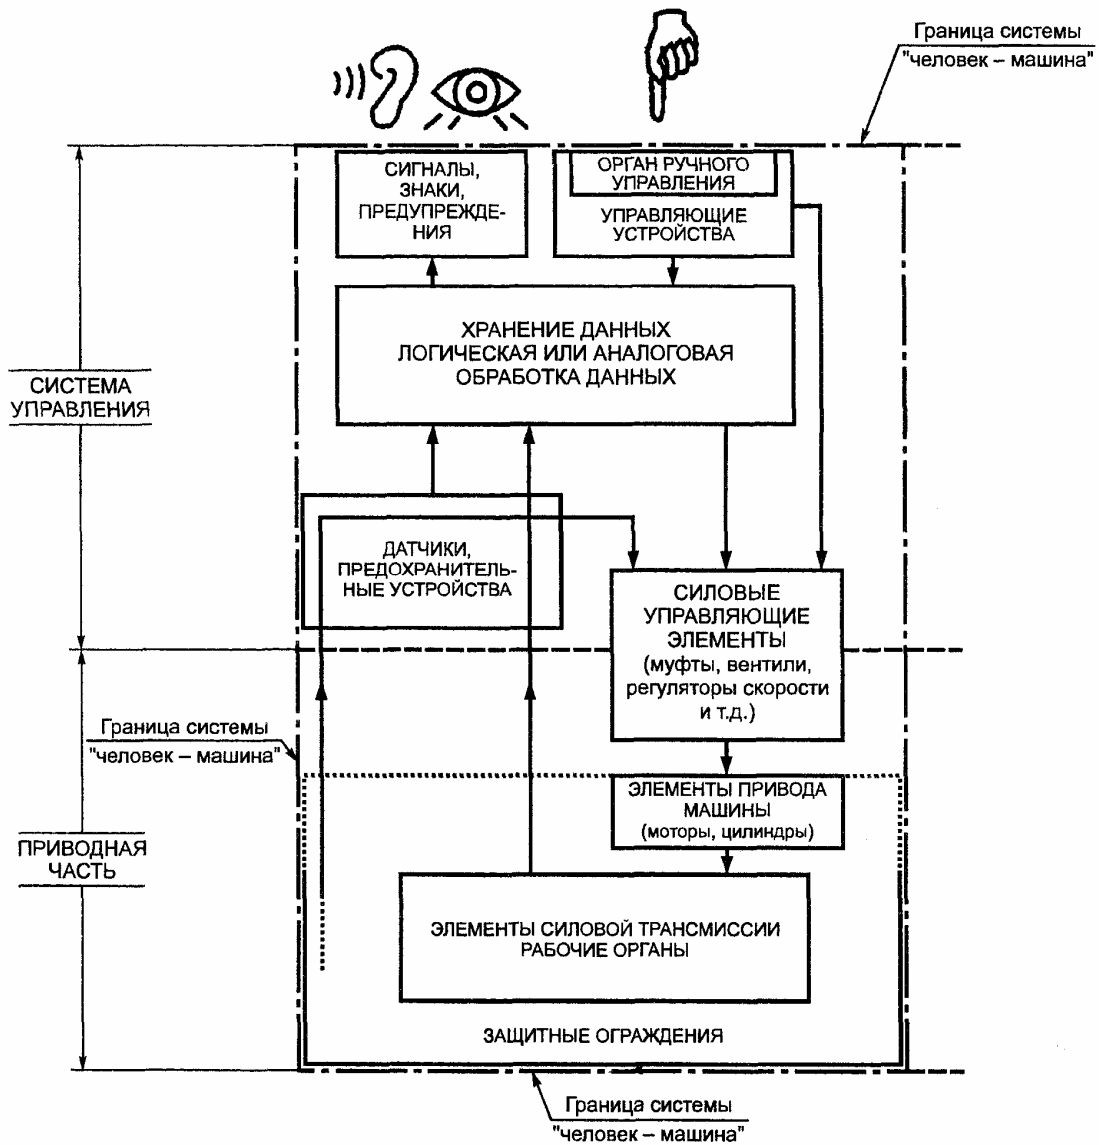 Граница системы
"человек – машина"
СИГНАЛЫ,
ЗНАКИ,
ПРЕДУПРЕЖДЕ-
НИЯ
ОРГАН РУЧНОГО
УПРАВЛЕНИЯ
УПРАВЛЯЮЩИЕ
УСТРОЙСТВА
ХРАНЕНИЕ ДАННЫХ
ЛОГИЧЕСКАЯ ИЛИ АНАЛОГОВАЯ
ОБРАБОТКА ДАННЫХ
СИСТЕМА
УПРАВЛЕНИЯ
ДАТЧИКИ,
ПРЕДОХРАНИТЕЛЬ-
НЫЕ УСТРОЙСТВА
СИЛОВЫЕ
УПРАВЛЯЮЩИЕ
ЭЛЕМЕНТЫ
(муфты, вентили,
регуляторы скорости
и т.д.)
Граница системы
"человек – машина"
ЭЛЕМЕНТЫ ПРИВОДА
МАШИНЫ
(моторы, цилиндры)
ПРИВОДНАЯ
ЧАСТЬ
ЭЛЕМЕНТЫ СИЛОВОЙ ТРАНСМИССИИ
РАБОЧИЕ ОРГАНЫ
ЗАЩИТНЫЕ ОГРАЖДЕНИЯ
Граница системы
"человек – машина"